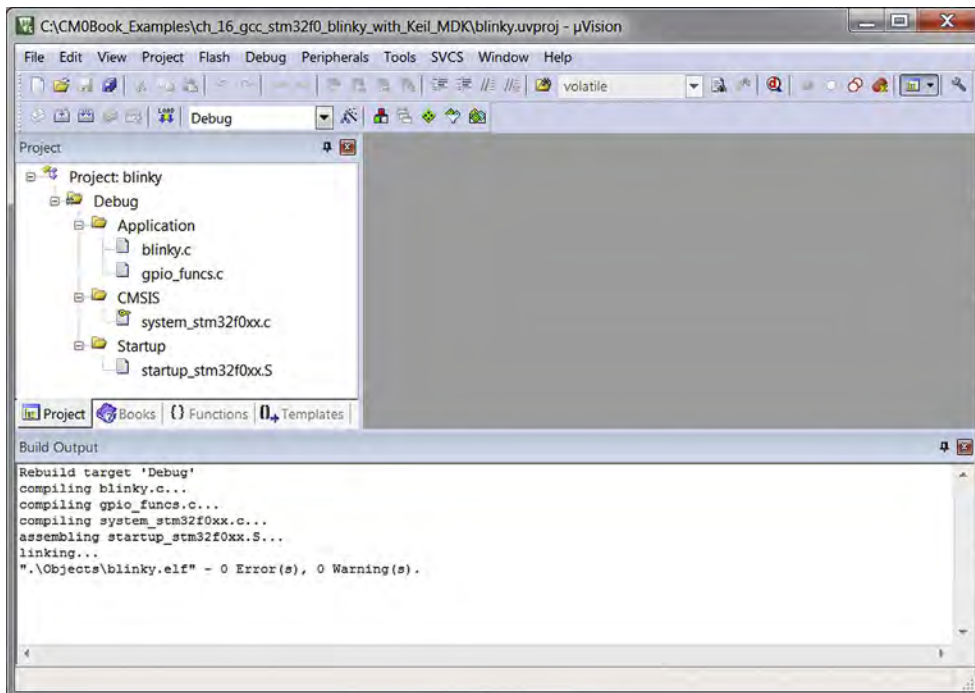 C:\CM0Book_Examples\ch_16_gcc_stm32f0_blinky_with_Keil_MDK\blinky.uvproj - µVision
File Edit View Project Flash Debug Peripherals Tools SVCS Window Help
volatile
LOAD Debug
Project
Project: blinky
Debug
Application
blinky.c
gpio_funcs.c
CMSIS
system_stm32f0xx.c
Startup
startup_stm32f0xx.S
Project Books {} Functions Templates
Build Output
Rebuild target 'Debug'
compiling blinky.c...
compiling gpio_funcs.c...
compiling system_stm32f0xx.c...
assembling startup_stm32f0xx.S...
linking...
".\Objects\blinky.elf" - 0 Error(s), 0 Warning(s).